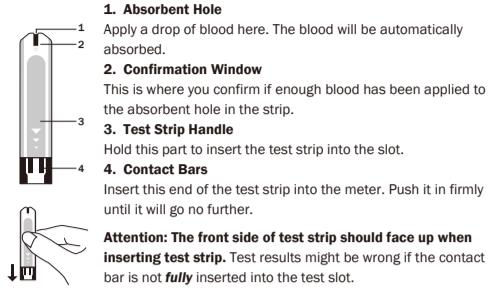 1. Absorbent Hole
1
2
3
4
Apply a drop of blood here. The blood will be automatically
absorbed.
2. Confirmation Window
This is where you confirm if enough blood has been applied to
the absorbent hole in the strip.
3. Test Strip Handle
Hold this part to insert the test strip into the slot.
4. Contact Bars
Insert this end of the test strip into the meter. Push it in firmly
until it will go no further.
Attention: The front side of test strip should face up when
inserting test strip. Test results might be wrong if the contact
bar is not fully inserted into the test slot.